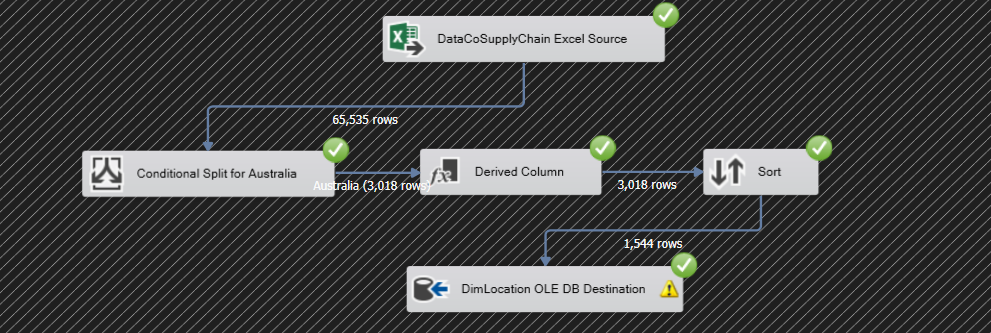 DataCoSupplyChain Excel Source
65,535 rows
Conditional Split for Australia
Australia (3,018 rows)
Derived Column
3,018 rows
Sort
1,544 rows
DimLocation OLE DB Destination